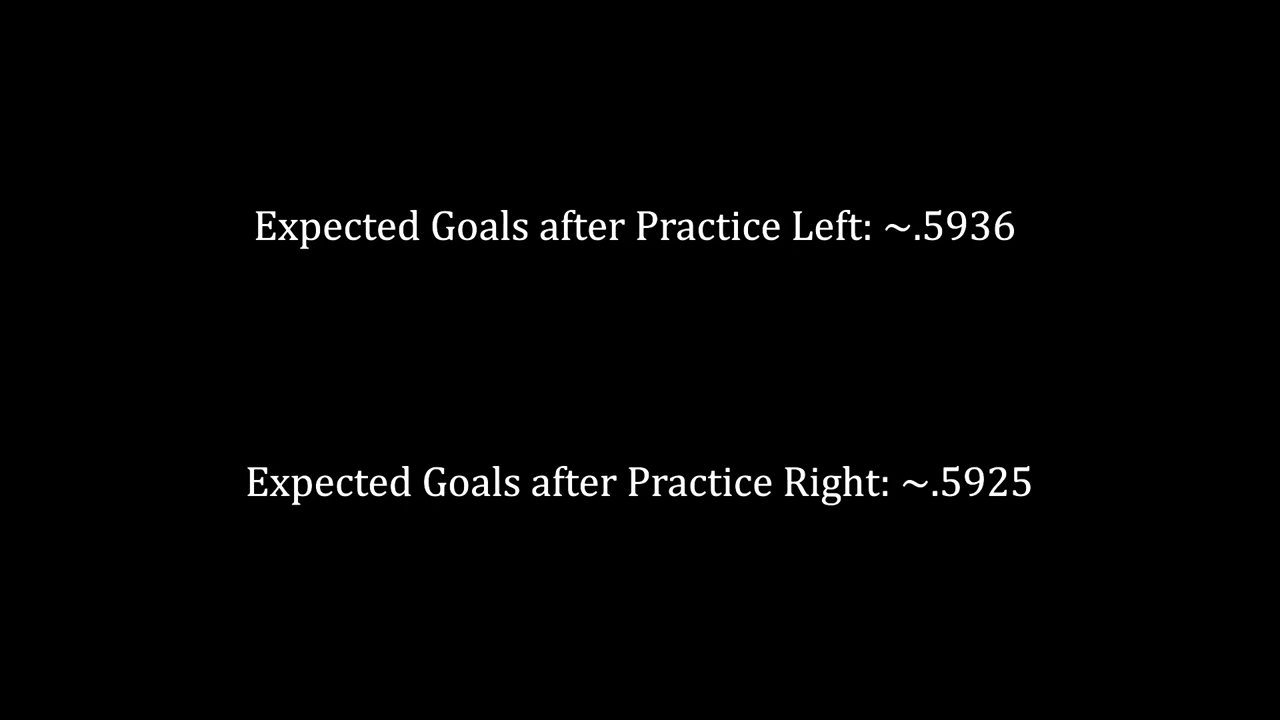 Expected Goals after Practice Left: ~.5936
Expected Goals after Practice Right: ~.5925